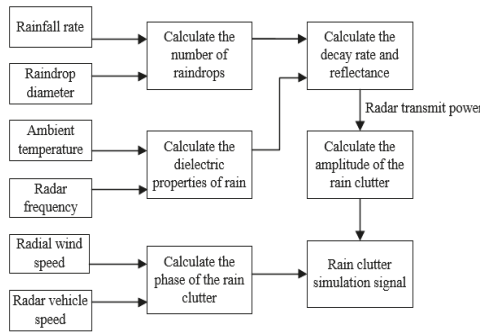 Rainfall rate
Raindrop
diameter
Calculate the
number of
raindrops
Calculate the
decay rate and
reflectance
Radar transmit power
Ambient
temperature
Radar
frequency
Calculate the
dielectric
properties of rain
Calculate the
amplitude of the
rain clutter
Radial wind
speed
Radar vehicle
speed
Calculate the
phase of the rain
clutter
Rain clutter
simulation signal